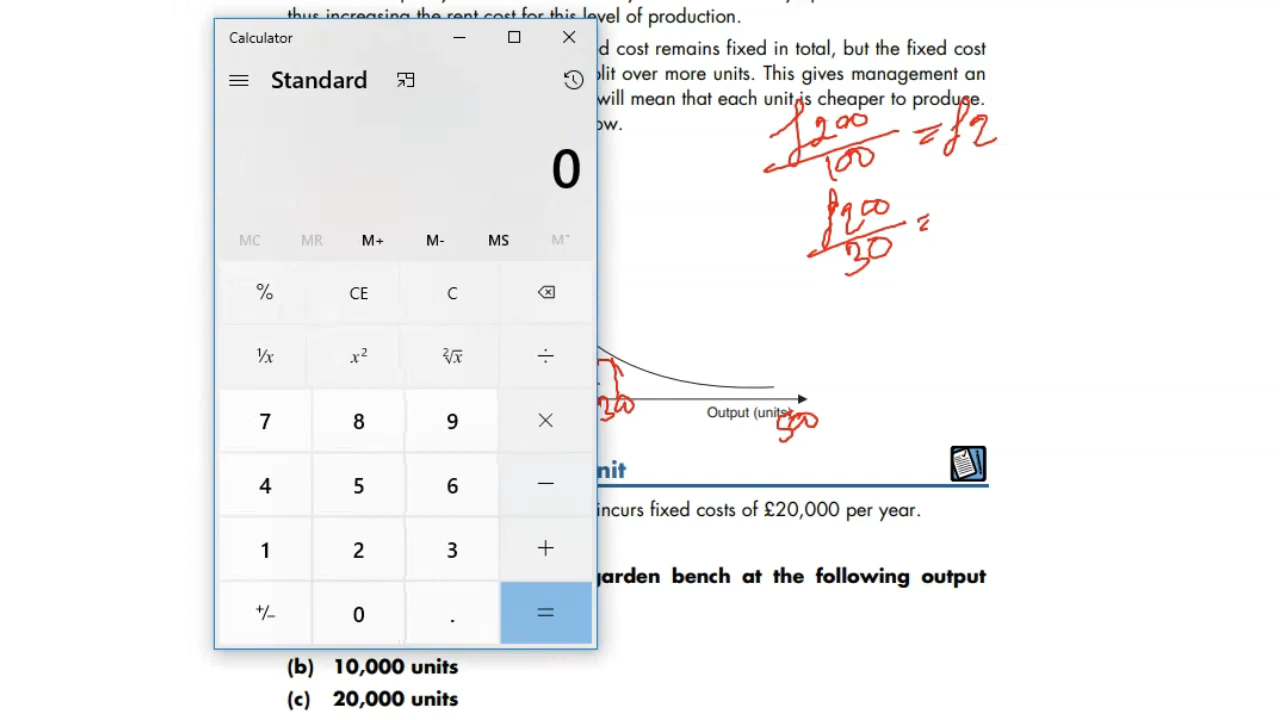 thus increasing the rent cost for this level of production.
Calculator
d cost remains fixed in total, but the fixed cost
Standard
plit over more units. This gives management an
will mean that each unit is cheaper to produce.
ow.
£200
100
= £2
0
£200
30
=
MC MR M+ M- MS M˅
% CE C ⌫
1/x x² ²√x ÷
7 8 9 ×
300
Output (units)
500
4 5 6 −
nit
incurs fixed costs of £20,000 per year.
1 2 3 +
garden bench at the following output
+/− 0 . =
(b) 10,000 units
(c) 20,000 units